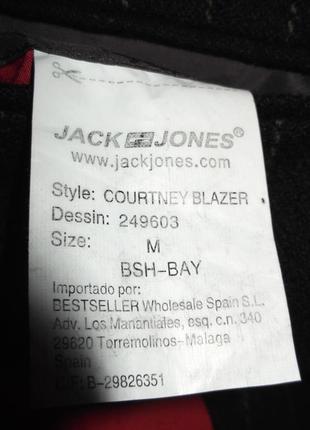 JACK JONES®
www.jackjones.com
Style: COURTNEY BLAZER
Dessin: 249603
Size: M
BSH-BAY
Importado por:
BESTSELLER Wholesale Spain S.L.
Adv. Los Manantiales, esq. c.n. 340
29620 Torremolinos-Malaga
Spain
CIF: B-29826351